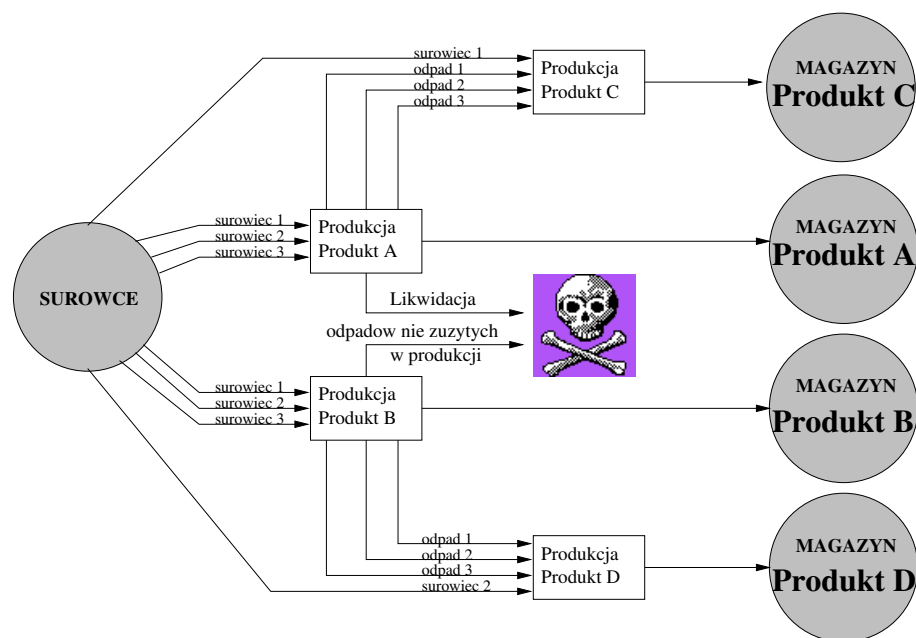 surowiec 1
odpad 1
odpad 2
odpad 3
Produkcja
Produkt C
MAGAZYN
Produkt C
SUROWCE
surowiec 1
surowiec 2
surowiec 3
Produkcja
Produkt A
MAGAZYN
Produkt A
Likwidacja
odpadow nie zuzytych
w produkcji
surowiec 1
surowiec 2
surowiec 3
Produkcja
Produkt B
MAGAZYN
Produkt B
odpad 1
odpad 2
odpad 3
surowiec 2
Produkcja
Produkt D
MAGAZYN
Produkt D